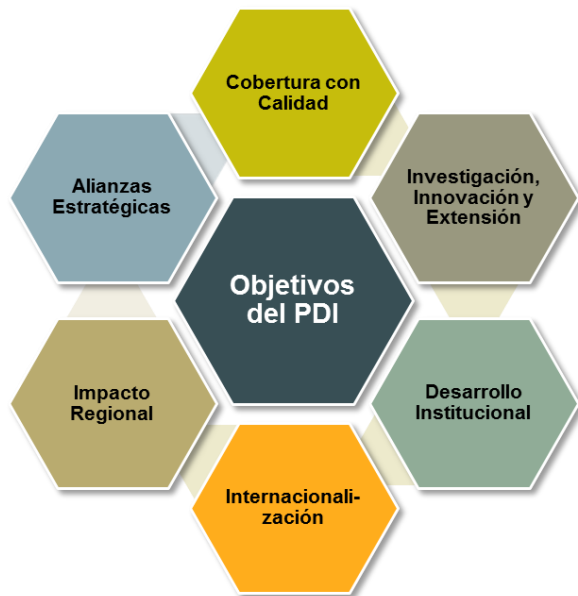 Cobertura con
Calidad
Investigación,
Innovación y
Extensión
Desarrollo
Institucional
Internacionali-
zación
Impacto
Regional
Alianzas
Estratégicas
Objetivos
del PDI